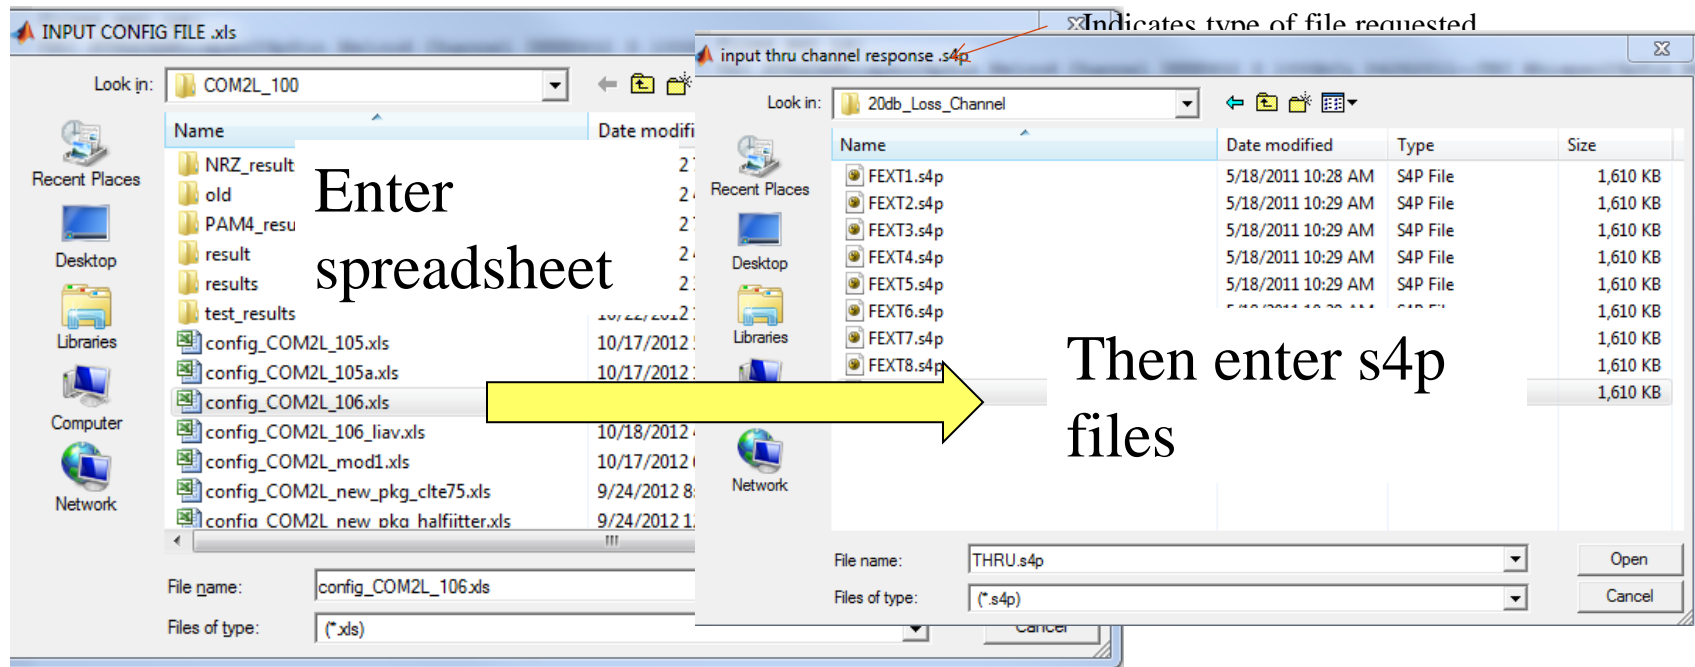 INPUT CONFIG FILE .xls
Look in:
COM2L_100
Name
Date modifi
Recent Places
Desktop
Libraries
Computer
Network
NRZ_result
old
PAM4_resu
result
results
test_results
config_COM2L_105.xls
10/17/2012
config_COM2L_105a.xls
10/17/2012
config_COM2L_106.xls
config_COM2L_106_liav.xls
10/18/2012
config_COM2L_mod1.xls
10/17/2012
config_COM2L_new_pkg_clte75.xls
9/24/2012 8:
config_COM2L_new_pkg_halfjitter.xls
9/24/2012 12
File name:
config_COM2L_106.xls
Files of type:
(*.xls)
Cancel
Enter
spreadsheet
Indicates type of file requested
input thru channel response .s4p
Look in:
20db_Loss_Channel
Name
Date modified
Type
Size
Recent Places
Desktop
Libraries
Network
FEXT1.s4p
5/18/2011 10:28 AM
S4P File
1,610 KB
FEXT2.s4p
5/18/2011 10:29 AM
S4P File
1,610 KB
FEXT3.s4p
5/18/2011 10:29 AM
S4P File
1,610 KB
FEXT4.s4p
5/18/2011 10:29 AM
S4P File
1,610 KB
FEXT5.s4p
5/18/2011 10:29 AM
S4P File
1,610 KB
FEXT6.s4p
1,610 KB
FEXT7.s4p
1,610 KB
FEXT8.s4p
1,610 KB
1,610 KB
Then enter s4p
files
File name:
THRU.s4p
Open
Files of type:
(*.s4p)
Cancel